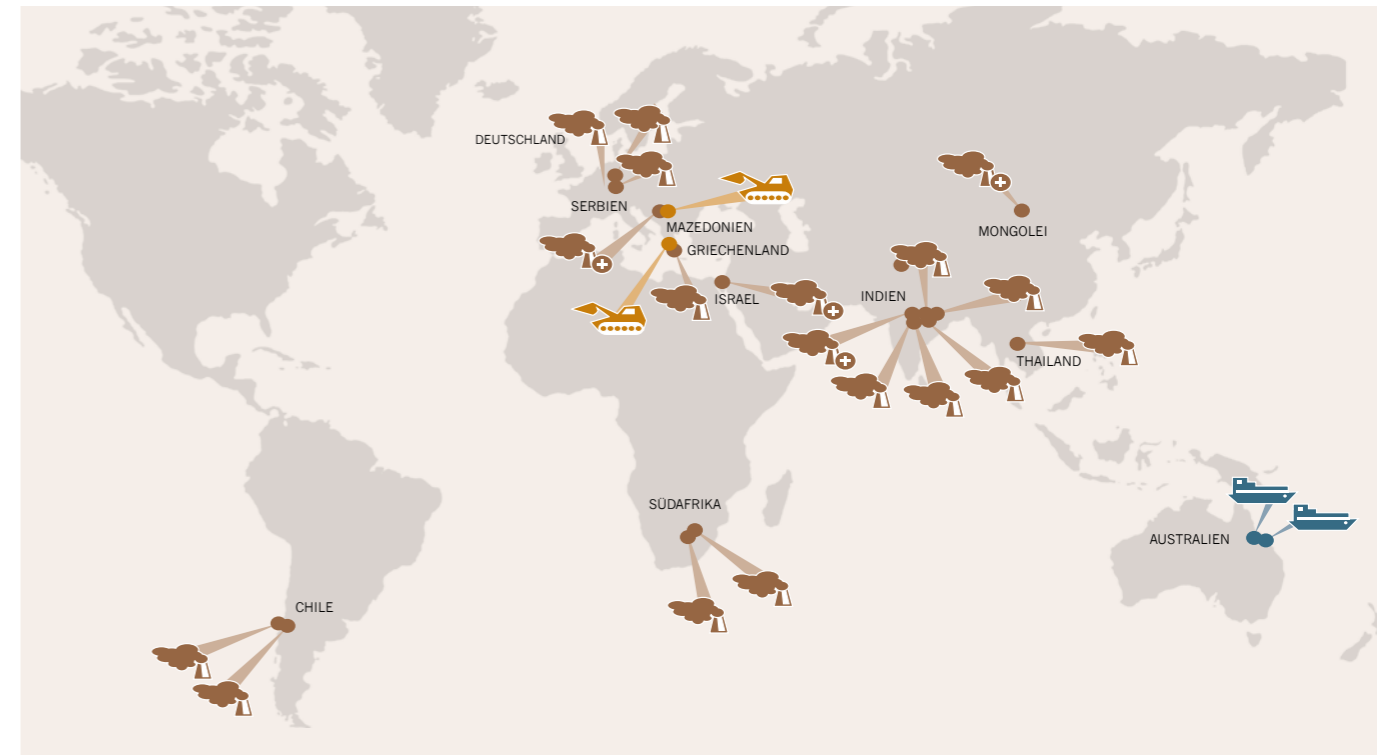 DEUTSCHLAND
SERBIEN
MAZEDONIEN
GRIECHENLAND
MONGOLEI
ISRAEL
INDIEN
THAILAND
SÜDAFRIKA
AUSTRALIEN
CHILE